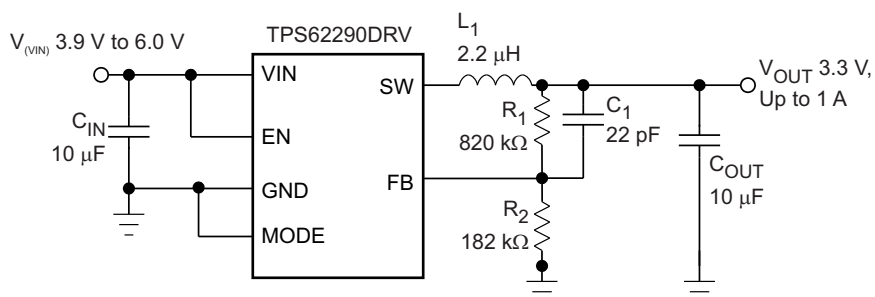 TPS62290DRV
V(VIN) 3.9 V to 6.0 V
CIN
10 μF
VIN
EN
GND
MODE
SW
FB
L1
2.2 μH
R1
820 kΩ
C1
22 pF
R2
182 kΩ
VOUT 3.3 V,
Up to 1 A
COUT
10 μF